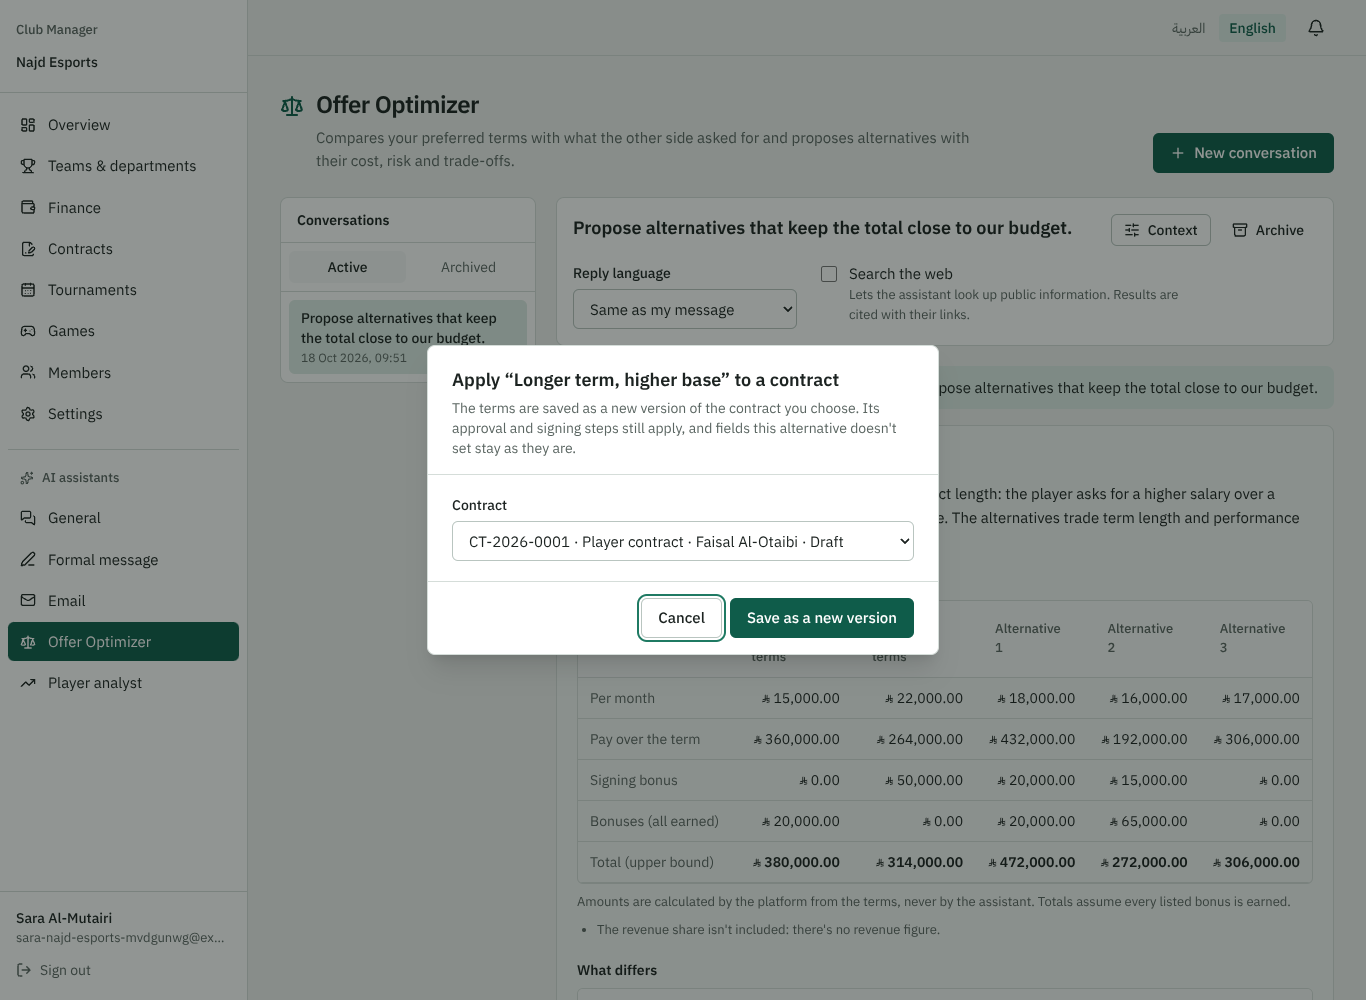 Club Manager
Najd Esports
Overview
Teams & departments
Finance
Contracts
Tournaments
Games
Members
Settings
AI assistants
General
Formal message
Email
Offer Optimizer
Player analyst
Sara Al-Mutairi
sara-najd-esports-mvdgunwg@ex...
Sign out
العربية
English
Offer Optimizer
Compares your preferred terms with what the other side asked for and proposes alternatives with
their cost, risk and trade-offs.
New conversation
Conversations
Active
Archived
Propose alternatives that keep
the total close to our budget.
18 Oct 2026, 09:51
Propose alternatives that keep the total close to our budget.
Context
Archive
Reply language
Same as my message
Search the web
Lets the assistant look up public information. Results are
cited with their links.
pose alternatives that keep the total close to our budget.
ct length: the player asks for a higher salary over a
e. The alternatives trade term length and performance
Apply “Longer term, higher base” to a contract
The terms are saved as a new version of the contract you choose. Its
approval and signing steps still apply, and fields this alternative doesn't
set stay as they are.
Contract
CT-2026-0001 · Player contract · Faisal Al-Otaibi · Draft
Cancel
Save as a new version
terms terms Alternative 1 Alternative 2 Alternative 3
Per month 15,000.00 22,000.00 18,000.00 16,000.00 17,000.00
Pay over the term 360,000.00 264,000.00 432,000.00 192,000.00 306,000.00
Signing bonus 0.00 50,000.00 20,000.00 15,000.00 0.00
Bonuses (all earned) 20,000.00 0.00 20,000.00 65,000.00 0.00
Total (upper bound) 380,000.00 314,000.00 472,000.00 272,000.00 306,000.00
Amounts are calculated by the platform from the terms, never by the assistant. Totals assume every listed bonus is earned.
• The revenue share isn't included: there's no revenue figure.
What differs